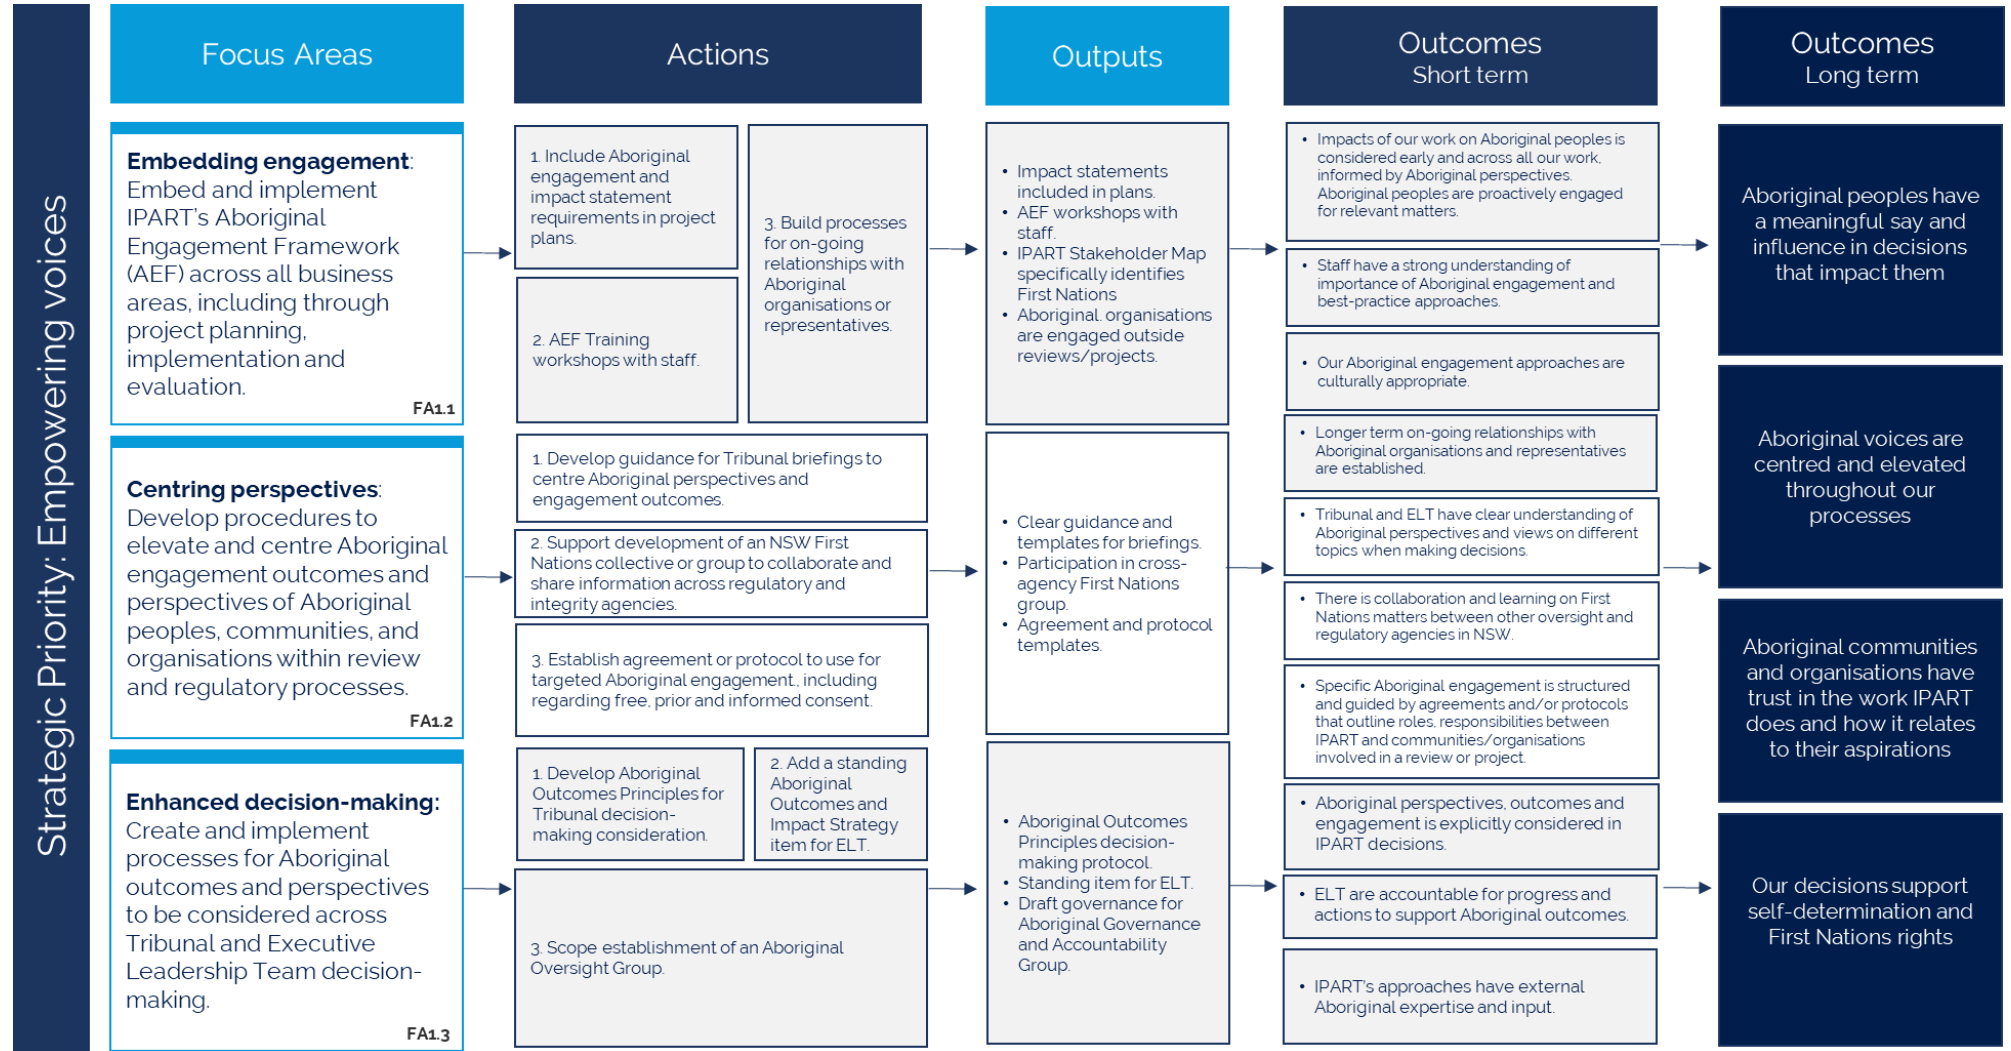 Strategic Priority: Empowering voices
Focus Areas
Actions
Outputs
Outcomes
Short term
Outcomes
Long term
Embedding engagement:
Embed and implement
IPART's Aboriginal
Engagement Framework
(AEF) across all business
areas, including through
project planning,
implementation and
evaluation.
FA1.1
1. Include Aboriginal
engagement and
impact statement
requirements in project
plans.
2. AEF Training
workshops with staff.
3. Build processes
for on-going
relationships with
Aboriginal
organisations or
representatives.
• Impact statements
included in plans.
• AEF workshops with
staff.
• IPART Stakeholder Map
specifically identifies
First Nations
• Aboriginal. organisations
are engaged outside
reviews/projects.
• Impacts of our work on Aboriginal peoples is
considered early and across all our work,
informed by Aboriginal perspectives.
Aboriginal peoples are proactively engaged
for relevant matters.
• Staff have a strong understanding of
importance of Aboriginal engagement and
best-practice approaches.
• Our Aboriginal engagement approaches are
culturally appropriate.
• Longer term on-going relationships with
Aboriginal organisations and representatives
are established.
Aboriginal peoples have
a meaningful say and
influence in decisions
that impact them
Centring perspectives:
Develop procedures to
elevate and centre Aboriginal
engagement outcomes and
perspectives of Aboriginal
peoples, communities, and
organisations within review
and regulatory processes.
FA1.2
1. Develop guidance for Tribunal briefings to
centre Aboriginal perspectives and
engagement outcomes.
2. Support development of an NSW First
Nations collective or group to collaborate and
share information across regulatory and
integrity agencies.
3. Establish agreement or protocol to use for
targeted Aboriginal engagement., including
regarding free, prior and informed consent.
• Clear guidance and
templates for briefings.
• Participation in cross-
agency First Nations
group.
• Agreement and protocol
templates.
• Tribunal and ELT have clear understanding of
Aboriginal perspectives and views on different
topics when making decisions.
• There is collaboration and learning on First
Nations matters between other oversight and
regulatory agencies in NSW.
• Specific Aboriginal engagement is structured
and guided by agreements and/or protocols
that outline roles, responsibilities between
IPART and communities/organisations
involved in a review or project.
Aboriginal voices are
centred and elevated
throughout our
processes
Aboriginal communities
and organisations have
trust in the work IPART
does and how it relates
to their aspirations
Enhanced decision-making:
Create and implement
processes for Aboriginal
outcomes and perspectives
to be considered across
Tribunal and Executive
Leadership Team decision-
making.
FA1.3
1. Develop Aboriginal
Outcomes Principles for
Tribunal decision-
making consideration.
2. Add a standing
Aboriginal
Outcomes and
Impact Strategy
item for ELT.
3. Scope establishment of an Aboriginal
Oversight Group.
• Aboriginal Outcomes
Principles decision-
making protocol.
• Standing item for ELT.
• Draft governance for
Aboriginal Governance
and Accountability
Group.
• Aboriginal perspectives, outcomes and
engagement is explicitly considered in
IPART decisions.
• ELT are accountable for progress and
actions to support Aboriginal outcomes.
• IPART's approaches have external
Aboriginal expertise and input.
Our decisions support
self-determination and
First Nations rights